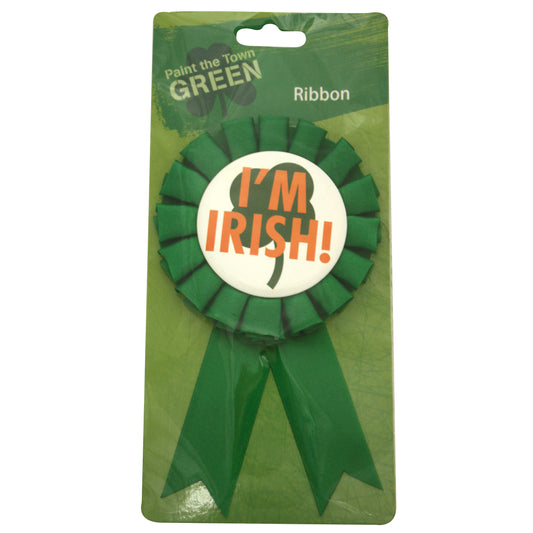 Paint the Town
GREEN
Ribbon
I'M
IRISH!